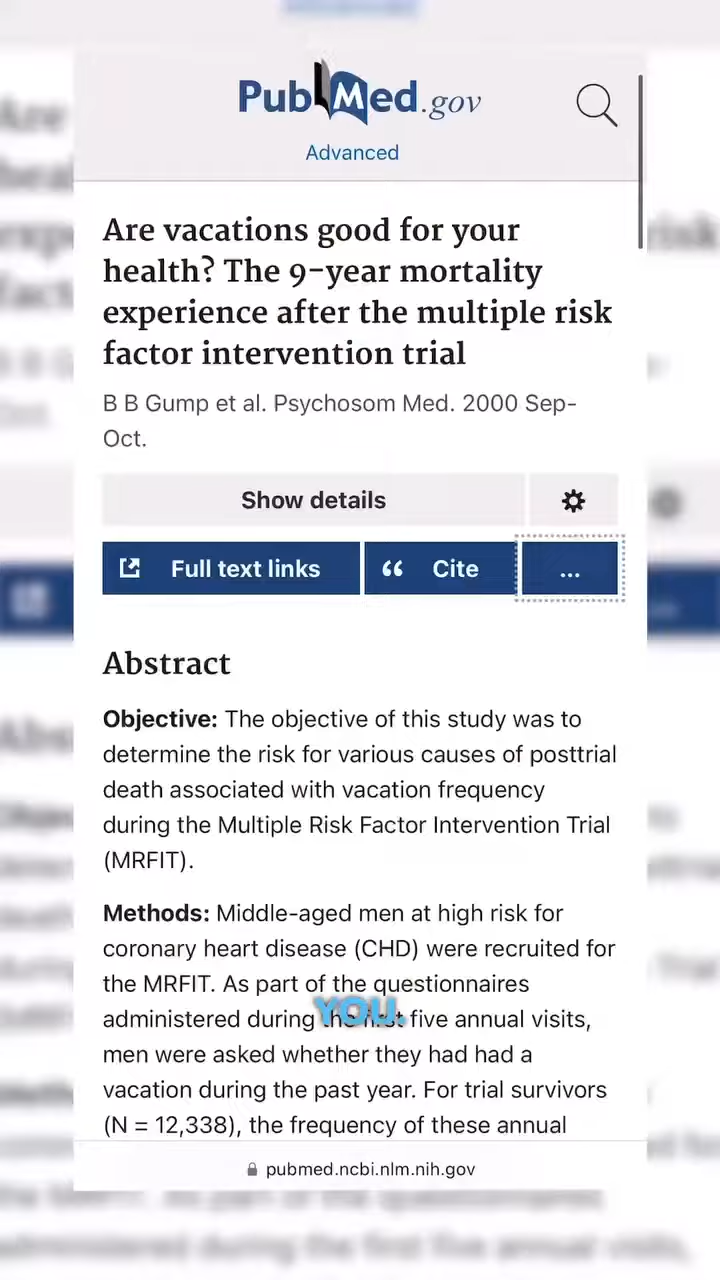 PubMed.gov
Advanced
Are vacations good for your
health? The 9-year mortality
experience after the multiple risk
factor intervention trial
B B Gump et al. Psychosom Med. 2000 Sep-
Oct.
Show details
Full text links
“ Cite
...
Abstract
Objective: The objective of this study was to
determine the risk for various causes of posttrial
death associated with vacation frequency
during the Multiple Risk Factor Intervention Trial
(MRFIT).
Methods: Middle-aged men at high risk for
coronary heart disease (CHD) were recruited for
the MRFIT. As part of the questionnaires
YOU.
administered during the first five annual visits,
men were asked whether they had had a
vacation during the past year. For trial survivors
(N = 12,338), the frequency of these annual
pubmed.ncbi.nlm.nih.gov